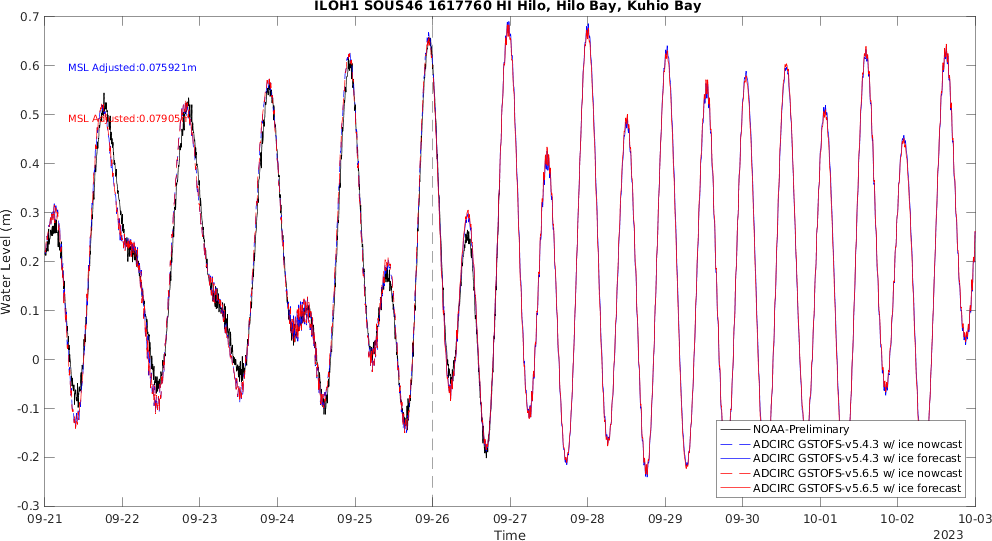 ILOH1 SOUS46 1617760 HI Hilo, Hilo Bay, Kuhio Bay
0.7
0.6
0.5
0.4
0.3
0.2
0.1
0
-0.1
-0.2
-0.3
Water Level (m)
MSL Adjusted:0.075921m
MSL Adjusted:0.07905
NOAA-Preliminary
ADCIRC GSTOFS-v5.4.3 w/ ice nowcast
ADCIRC GSTOFS-v5.4.3 w/ ice forecast
ADCIRC GSTOFS-v5.6.5 w/ ice nowcast
ADCIRC GSTOFS-v5.6.5 w/ ice forecast
09-21 09-22 09-23 09-24 09-25 09-26 09-27 09-28 09-29 09-30 10-01 10-02 10-03
Time
2023